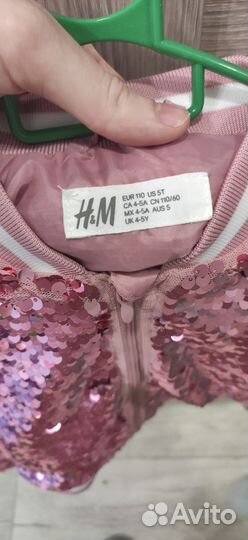 H&M
EUR 110 US 5T
CA 4-5A CN 110/60
MX 4-5A AUS 5
UK 4-5Y
Avito